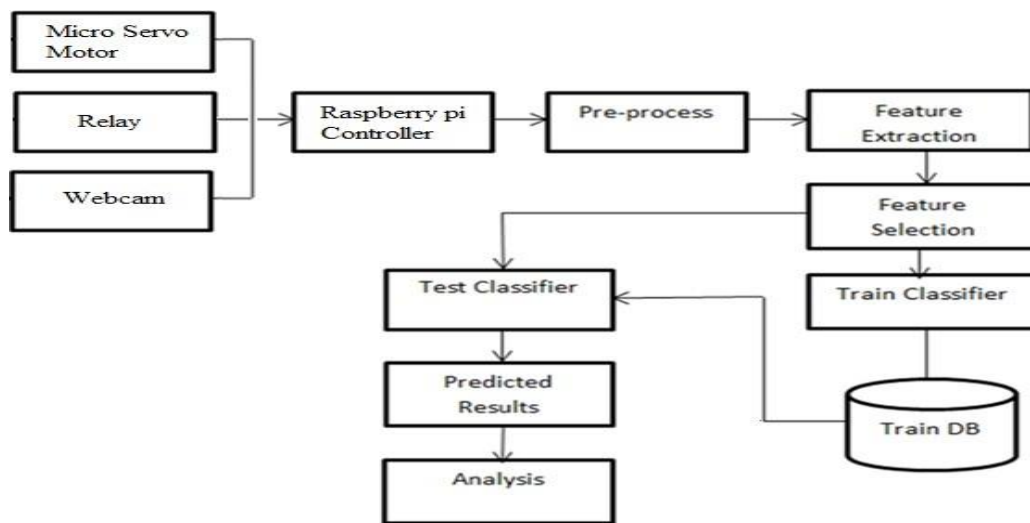 Micro Servo
Motor
Relay
Webcam
Raspberry pi
Controller
Pre-process
Feature
Extraction
Feature
Selection
Train Classifier
Train DB
Test Classifier
Predicted
Results
Analysis